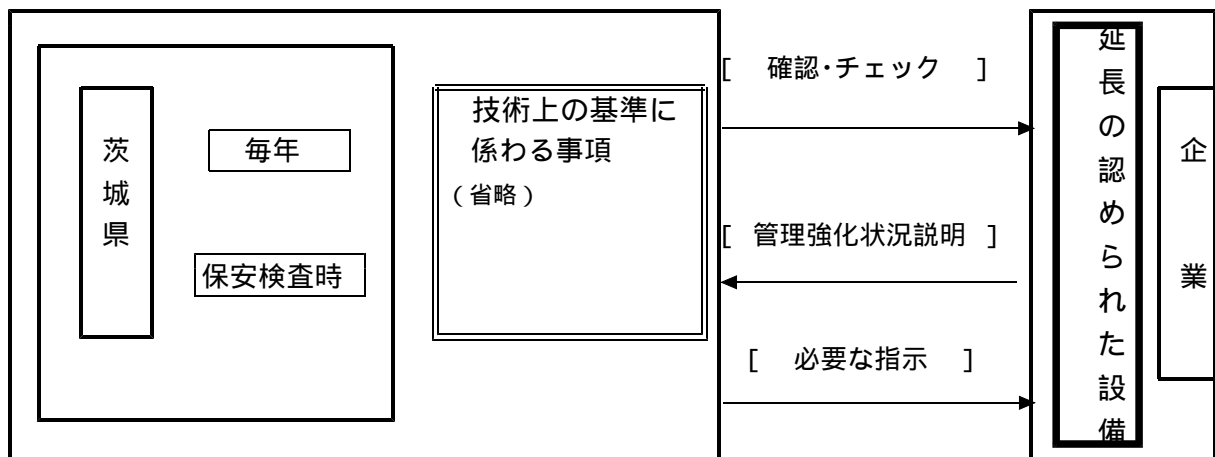 茨城県
毎年
保安検査時
技術上の基準に
係わる事項
(省略)
[ 確認・チェック ]
[ 管理強化状況説明 ]
[ 必要な指示 ]
延長の認められた設備
企業